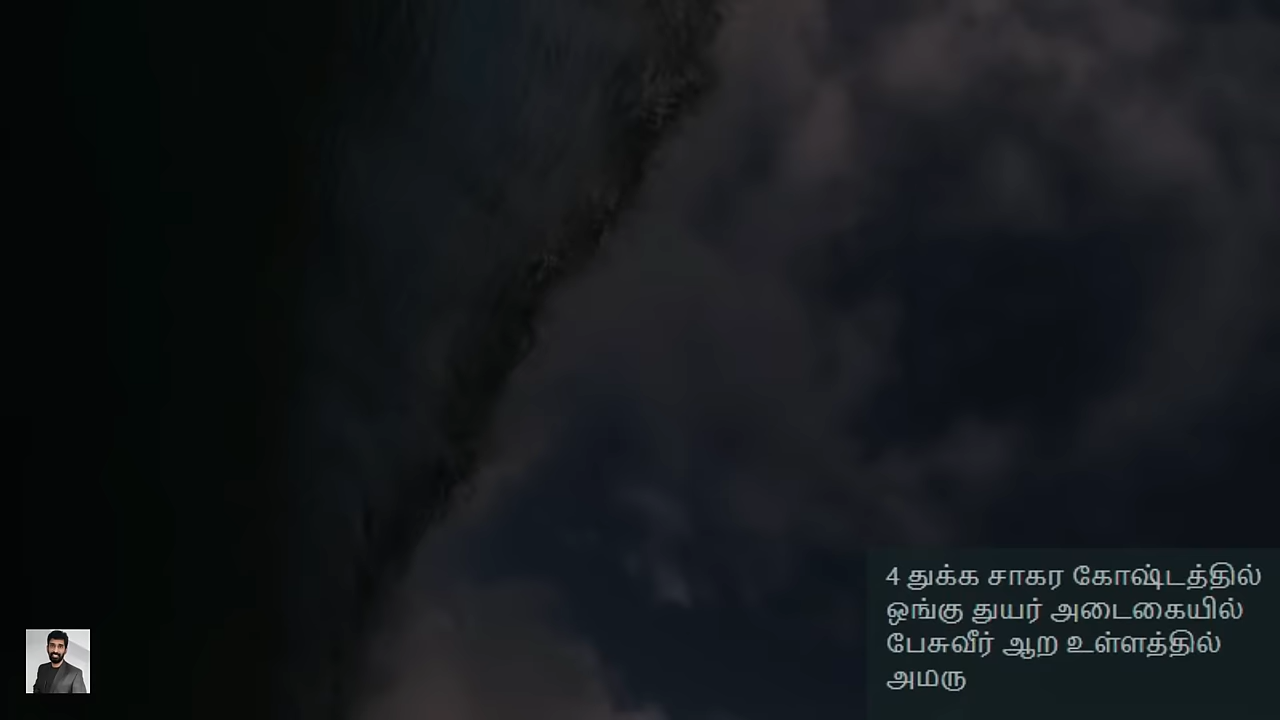 4 துக்க சாகர கோஷ்டத்தில்
ஒங்கு துயர் அடைகையில்
பேசுவீர் ஆற உள்ளத்தில்
அமரு